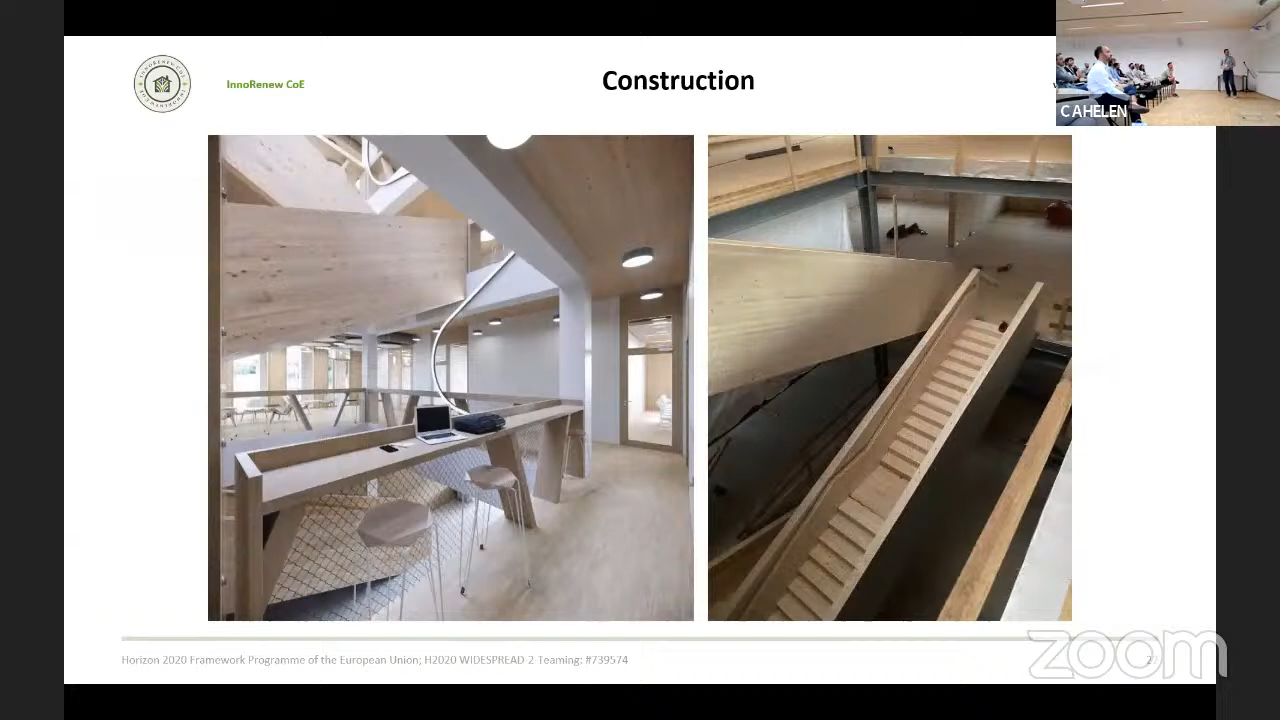 InnoRenew CoE
Construction
CAHELEN
Horizon 2020 Framework Programme of the European Union; H2020 WIDESPREAD-2-Teaming: #739574
zoom